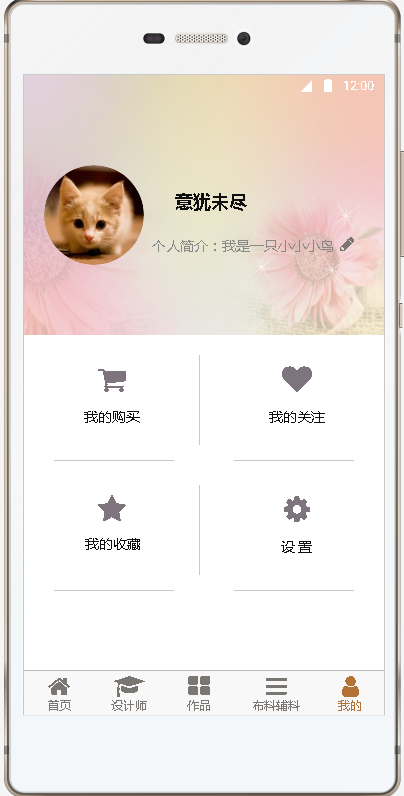 12:00
意犹未尽
个人简介：我是一只小小小鸟
我的购买
我的关注
我的收藏
设置
首页
设计师
作品
布料辅料
我的